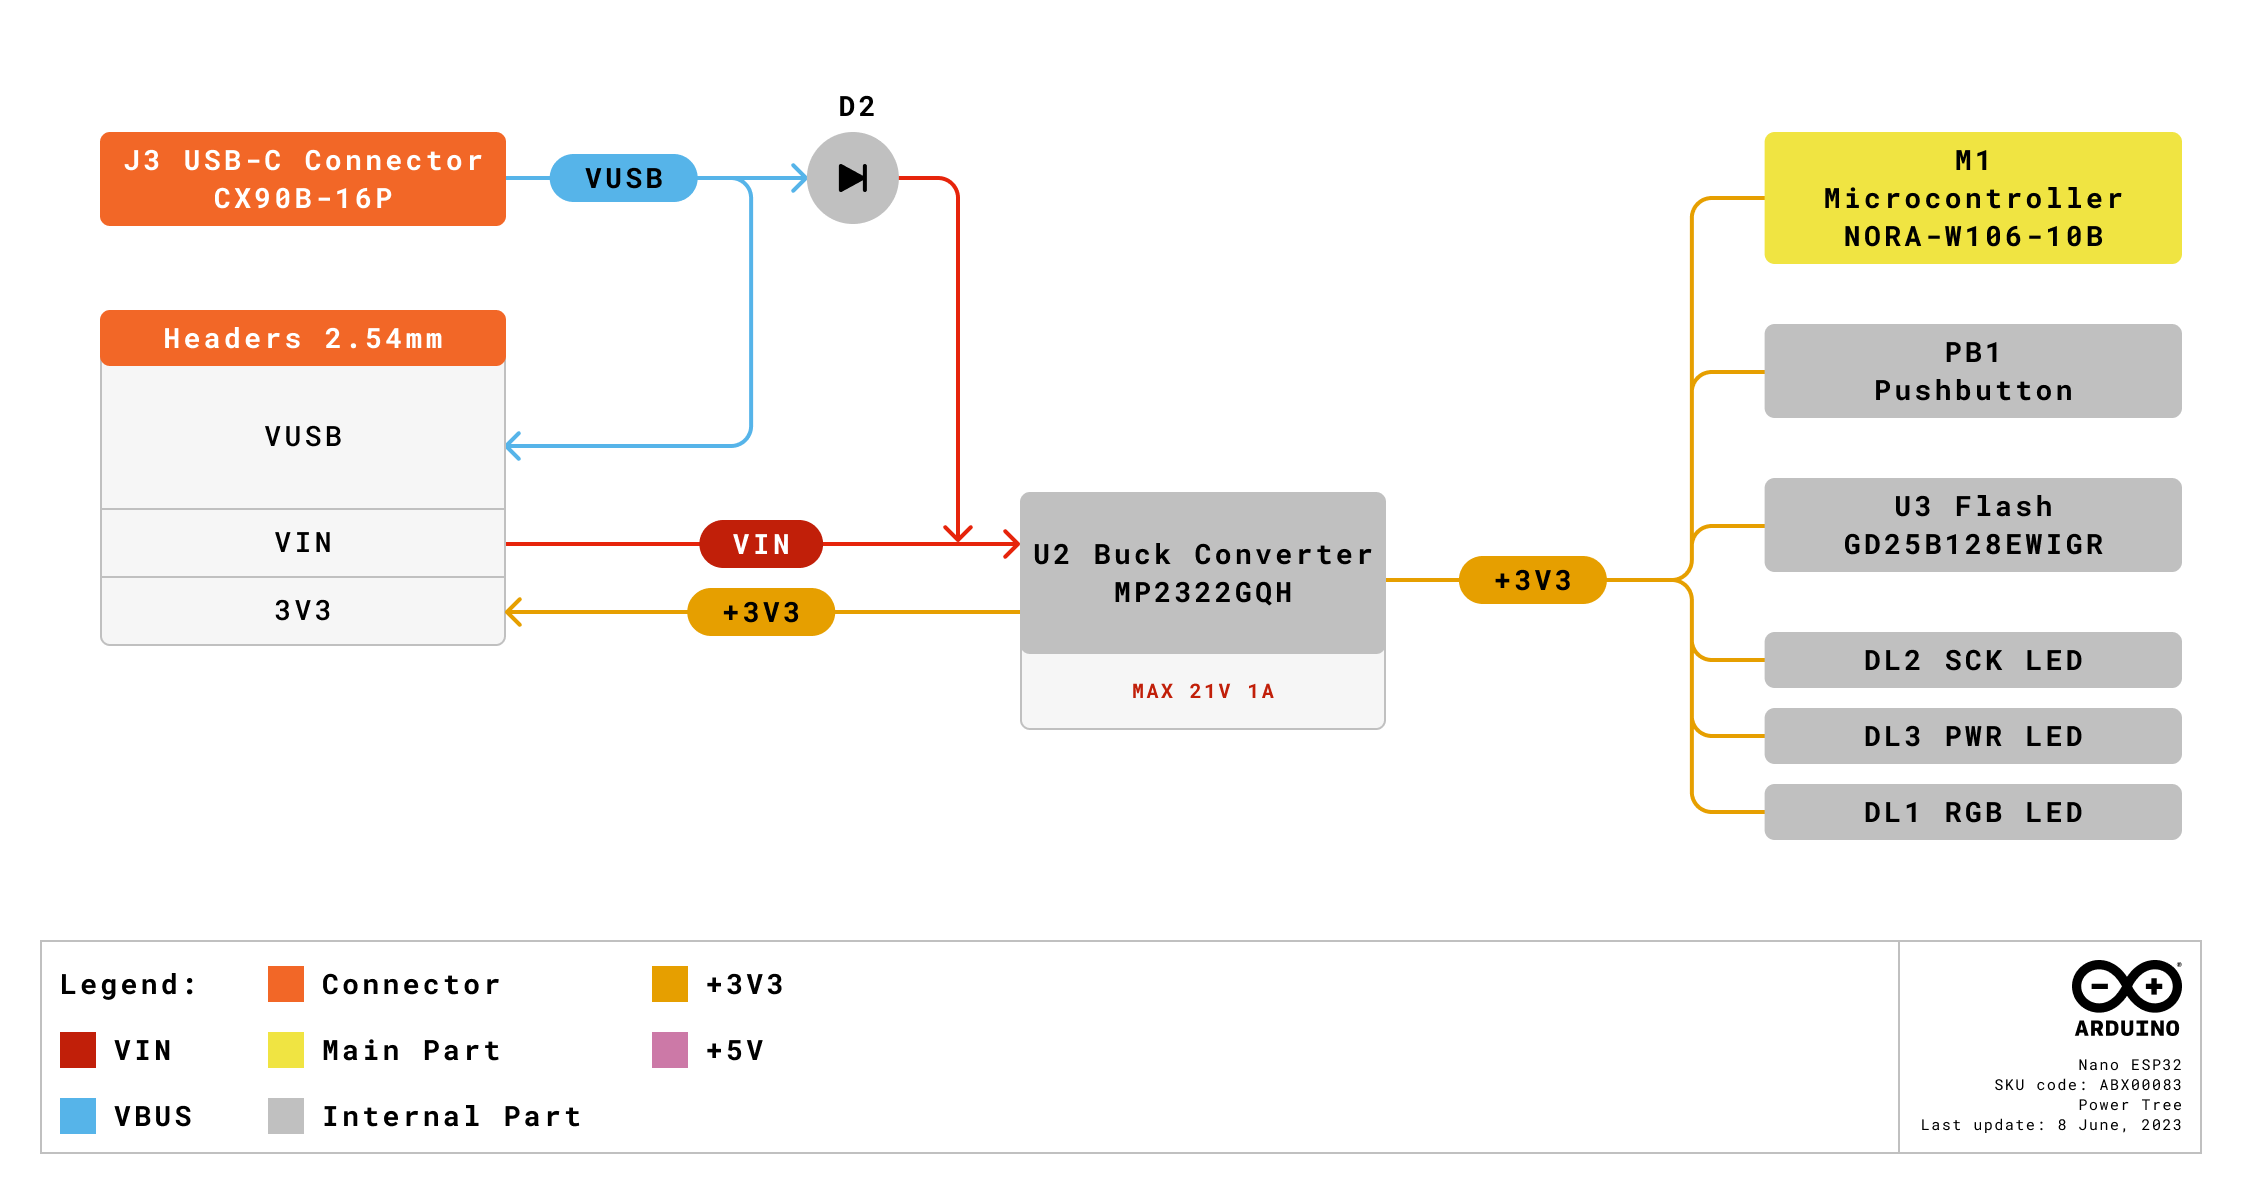 D2
J3 USB-C Connector
CX90B-16P
VUSB
Headers 2.54mm
VUSB
VIN
3V3
VIN
+3V3
U2 Buck Converter
MP2322GQH
MAX 21V 1A
+3V3
M1
Microcontroller
NORA-W106-10B
PB1
Pushbutton
U3 Flash
GD25B128EWIGR
DL2 SCK LED
DL3 PWR LED
DL1 RGB LED
Legend:
VIN
VBUS
Connector
Main Part
Internal Part
+3V3
+5V
ARDUINO
Nano ESP32
SKU code: ABX00083
Power Tree
Last update: 8 June, 2023